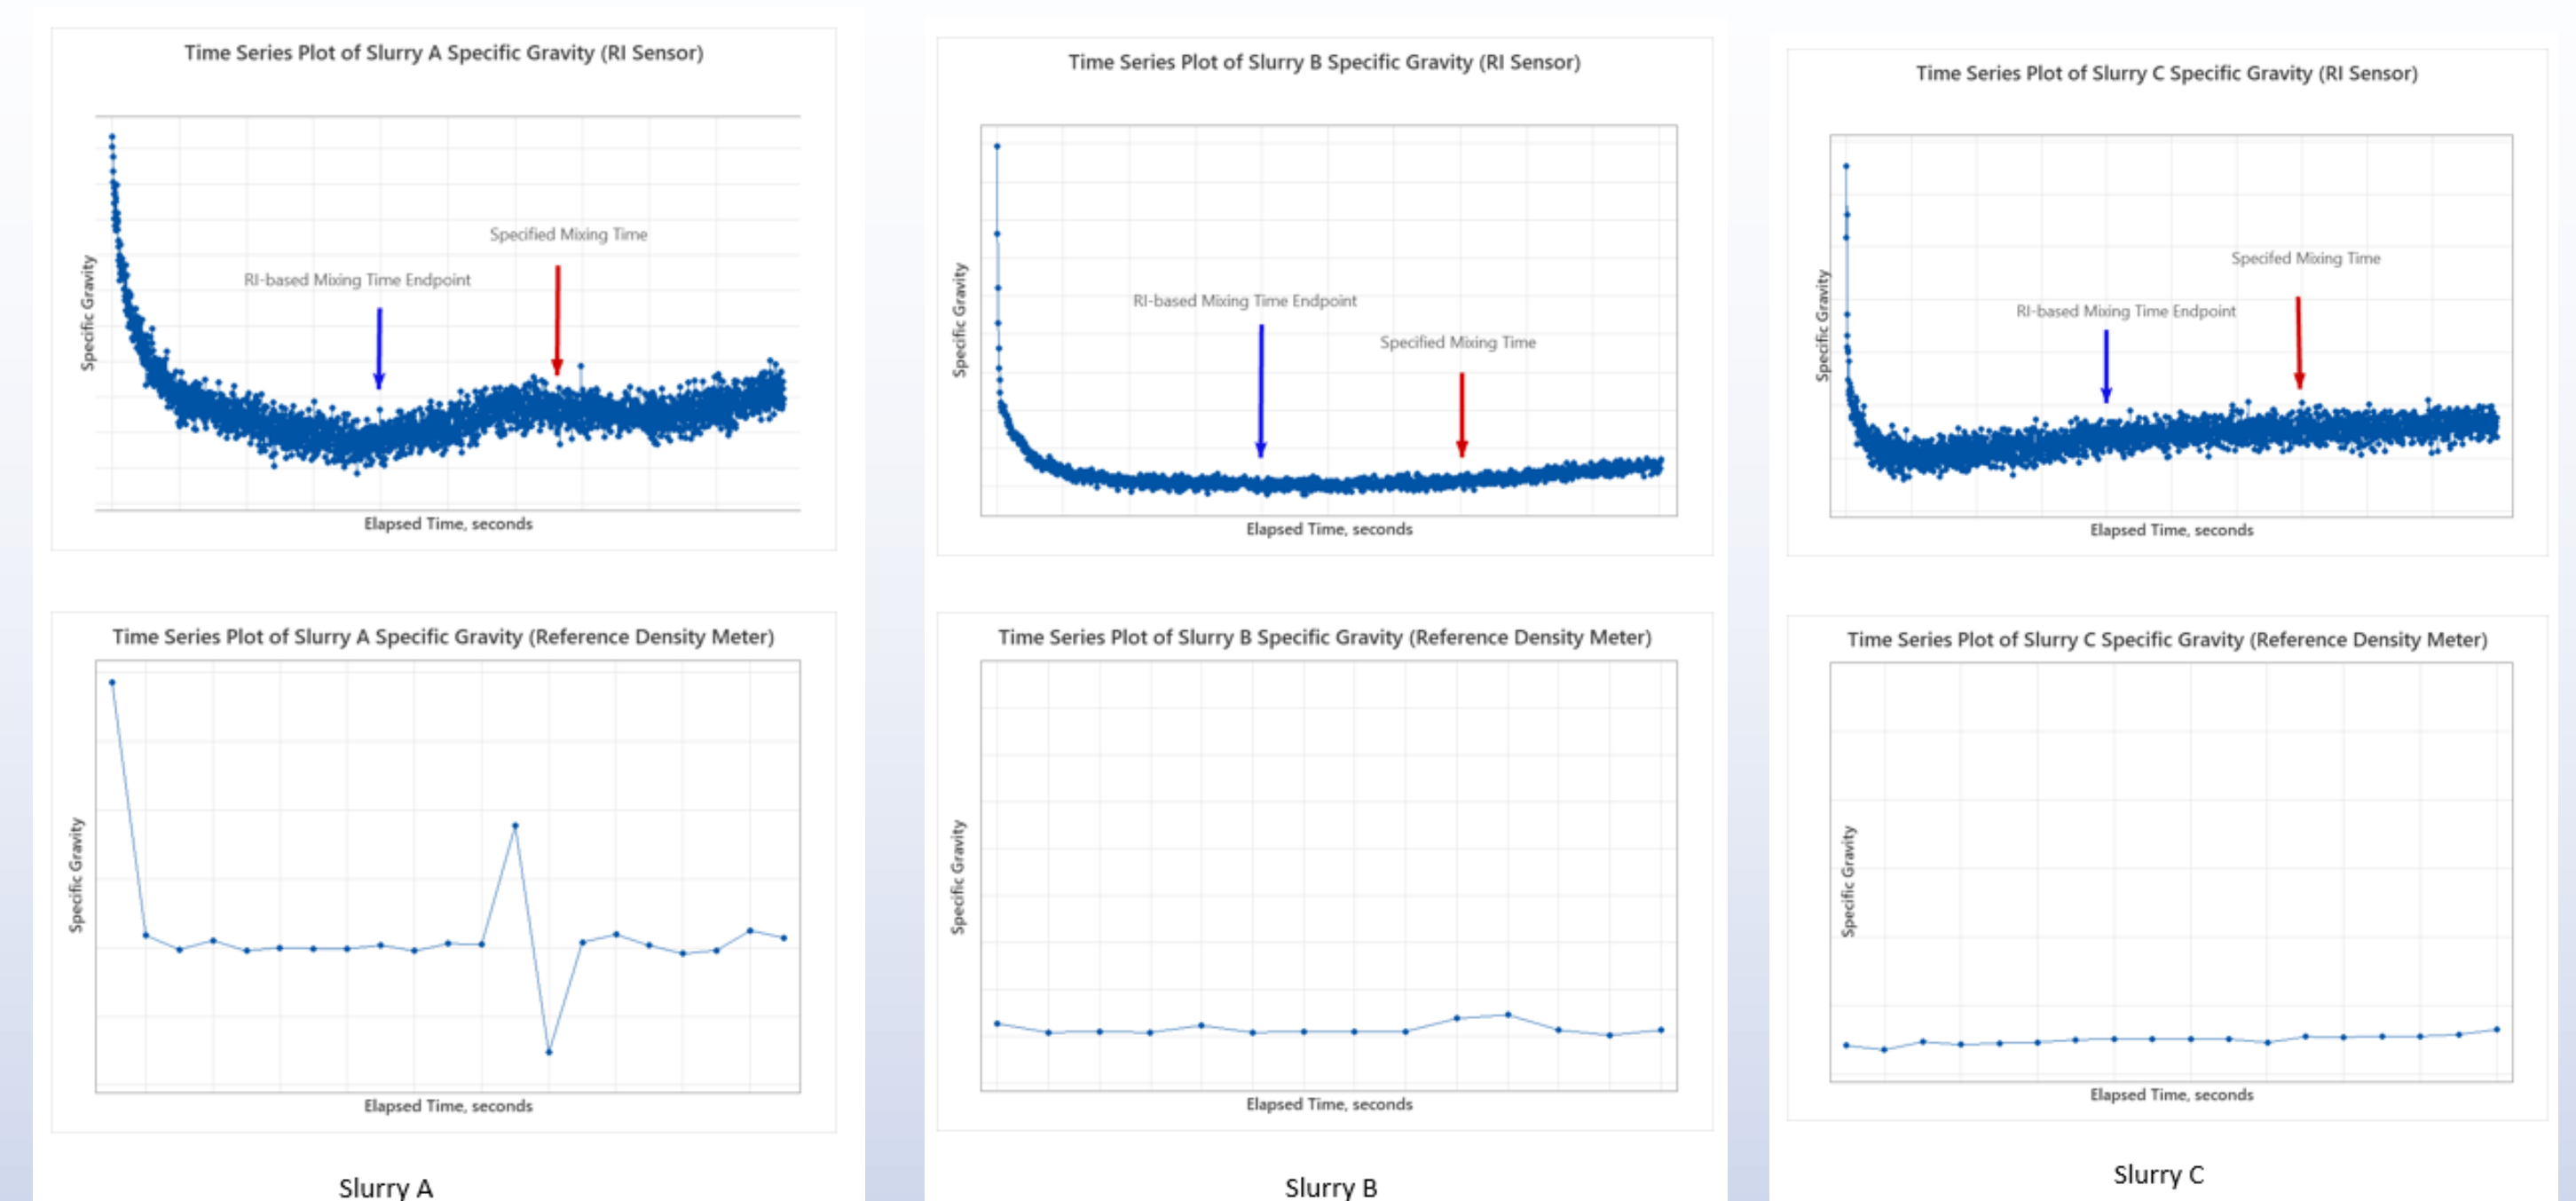 Time Series Plot of Slurry A Specific Gravity (RI Sensor)
Specific Gravity
RI-based Mixing Time Endpoint
Specified Mixing Time
Elapsed Time, seconds
Time Series Plot of Slurry B Specific Gravity (RI Sensor)
Specific Gravity
RI-based Mixing Time Endpoint
Specified Mixing Time
Elapsed Time, seconds
Time Series Plot of Slurry C Specific Gravity (RI Sensor)
Specific Gravity
RI-based Mixing Time Endpoint
Specifed Mixing Time
Elapsed Time, seconds
Time Series Plot of Slurry A Specific Gravity (Reference Density Meter)
Specific Gravity
Elapsed Time, seconds
Time Series Plot of Slurry B Specific Gravity (Reference Density Meter)
Specific Gravity
Elapsed Time, seconds
Time Series Plot of Slurry C Specific Gravity (Reference Density Meter)
Specific Gravity
Elapsed Time, seconds
Slurry A
Slurry B
Slurry C